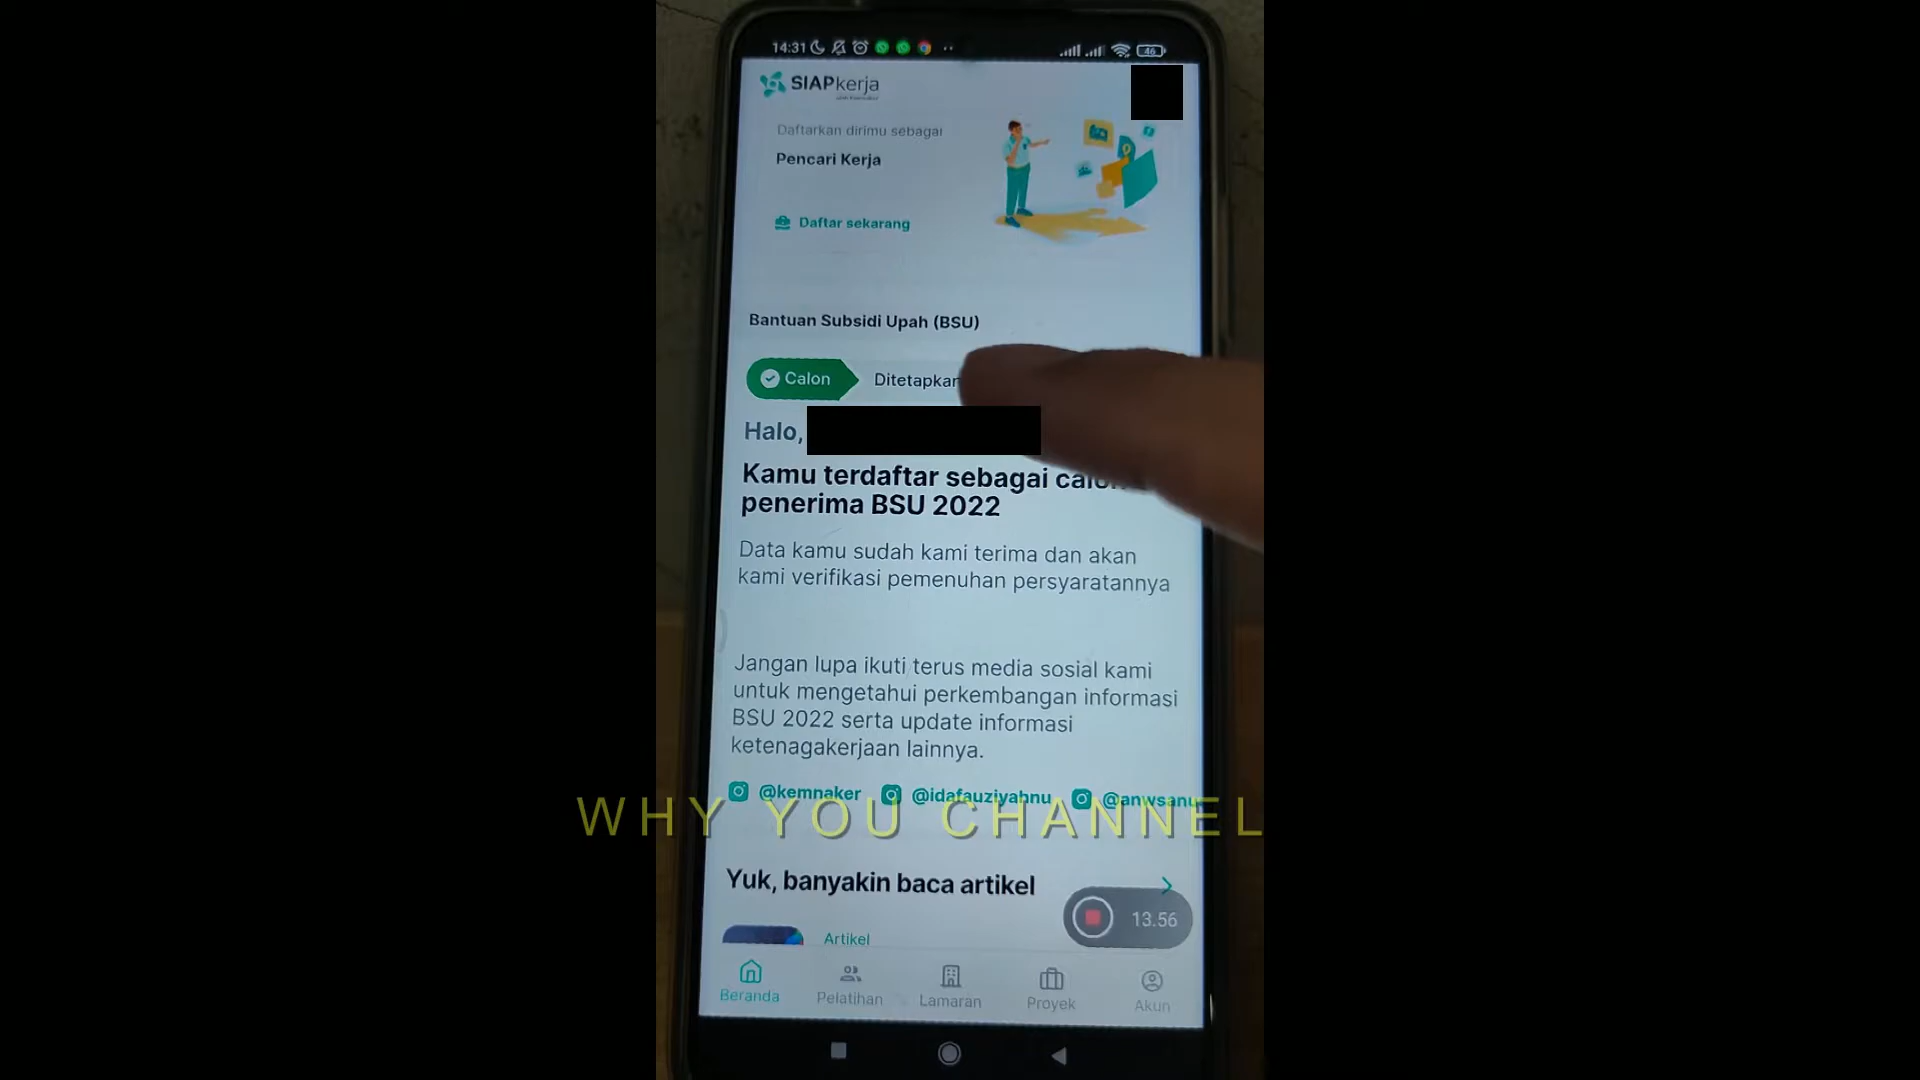 14:31
46
SIAPkerja
Daftarkan dirimu sebagai
Pencari Kerja
Daftar sekarang
Bantuan Subsidi Upah (BSU)
Calon
Ditetapkan
Halo,
Kamu terdaftar sebagai calon
penerima BSU 2022
Data kamu sudah kami terima dan akan
kami verifikasi pemenuhan persyaratannya
Jangan lupa ikuti terus media sosial kami
untuk mengetahui perkembangan informasi
BSU 2022 serta update informasi
ketenagakerjaan lainnya.
@kemnaker @idafauziyahnu @anwsanu
WHY YOU CHANNEL
Yuk, banyakin baca artikel
13.56
Artikel
Beranda Pelatihan Lamaran Proyek Akun